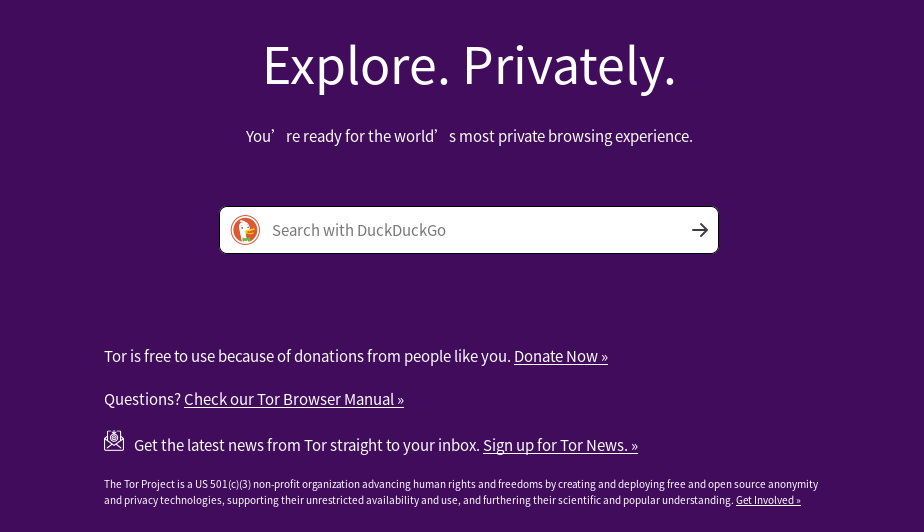 Explore. Privately.
You’re ready for the world’s most private browsing experience.
Search with DuckDuckGo
Tor is free to use because of donations from people like you. Donate Now »
Questions? Check our Tor Browser Manual »
Get the latest news from Tor straight to your inbox. Sign up for Tor News. »
The Tor Project is a US 501(c)(3) non-profit organization advancing human rights and freedoms by creating and deploying free and open source anonymity
and privacy technologies, supporting their unrestricted availability and use, and furthering their scientific and popular understanding. Get Involved »